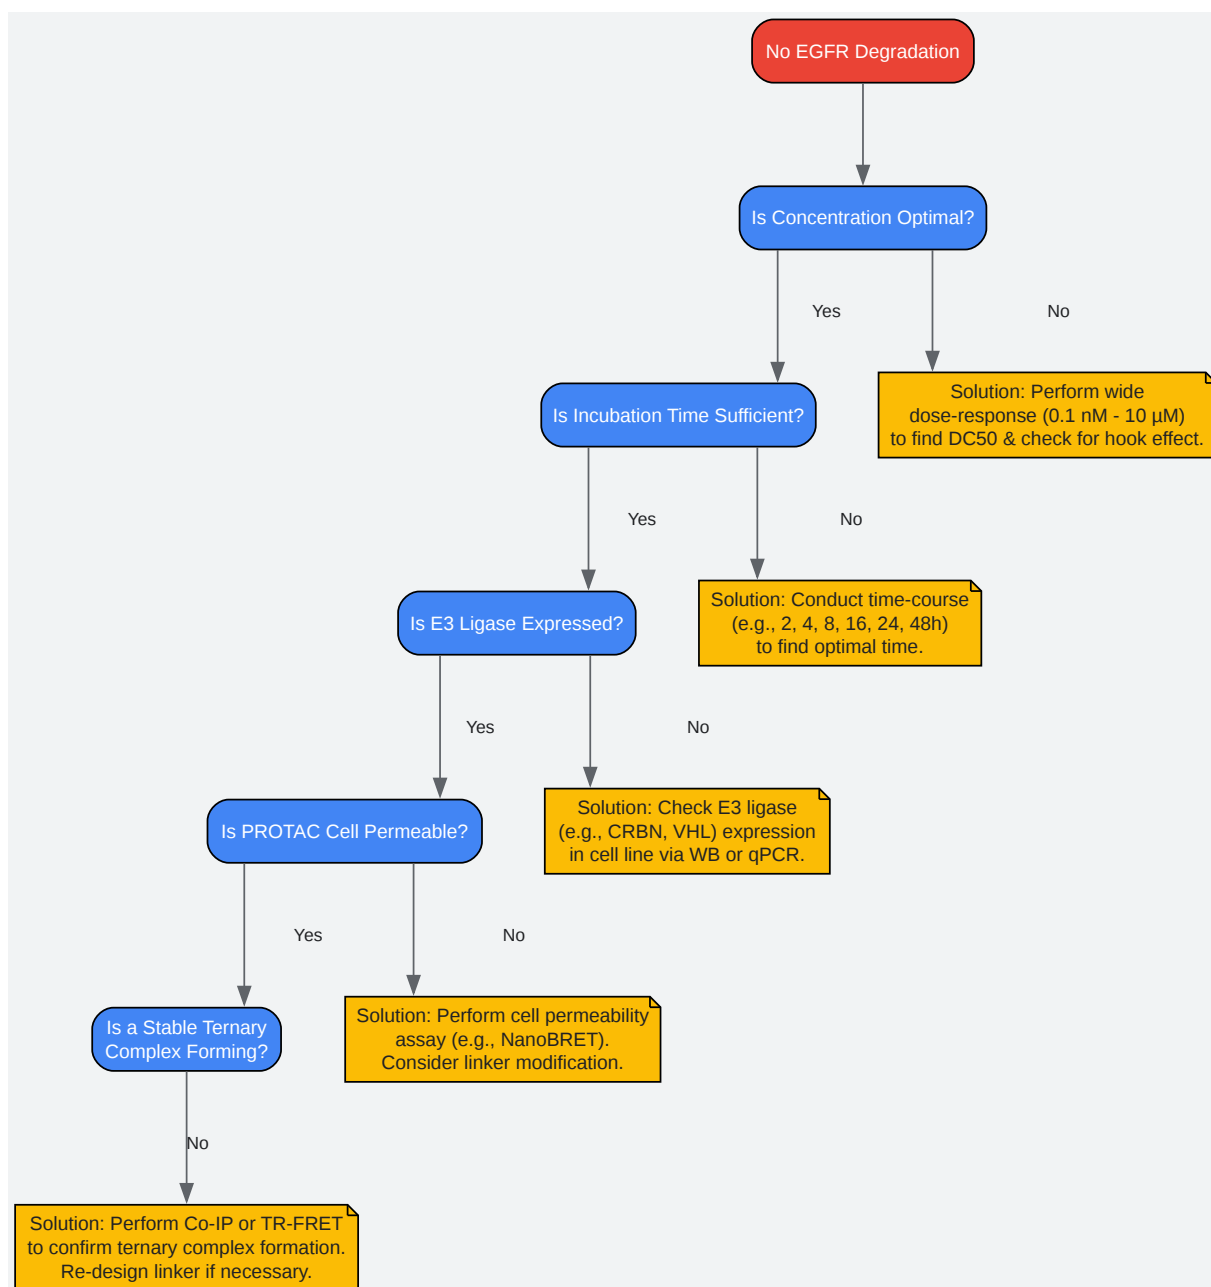 No EGFR Degradation
Is Concentration Optimal?
Yes
No
Is Incubation Time Sufficient?
Solution: Perform wide
dose-response (0.1 nM - 10 µM)
to find DC50 & check for hook effect.
Yes
No
Is E3 Ligase Expressed?
Solution: Conduct time-course
(e.g., 2, 4, 8, 16, 24, 48h)
to find optimal time.
Yes
No
Is PROTAC Cell Permeable?
Solution: Check E3 ligase
(e.g., CRBN, VHL) expression
in cell line via WB or qPCR.
Yes
No
Is a Stable Ternary
Complex Forming?
Solution: Perform cell permeability
assay (e.g., NanoBRET).
Consider linker modification.
No
Solution: Perform Co-IP or TR-FRET
to confirm ternary complex formation.
Re-design linker if necessary.